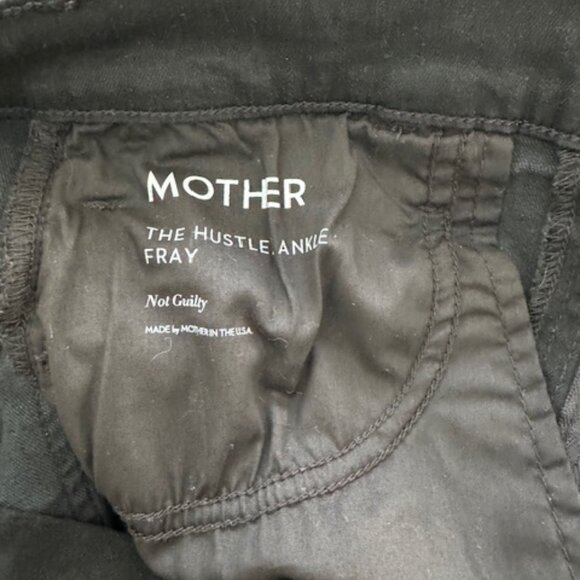 MOTHER
THE HUSTLE ANKLE
FRAY
Not Guilty
MADE by MOTHER IN THE U.S.A.